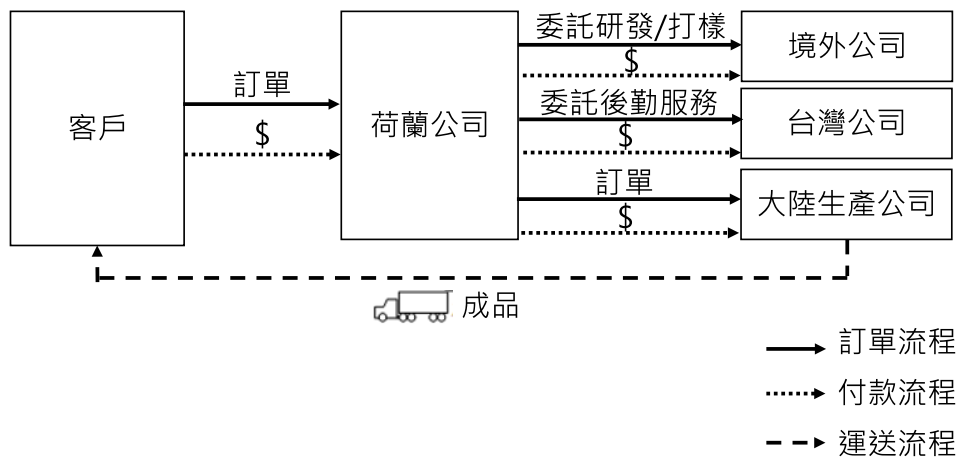 客戶
訂單
$
荷蘭公司
委託研發/打樣
$
境外公司
委託後勤服務
$
台灣公司
訂單
$
大陸生產公司
成品
訂單流程
付款流程
運送流程